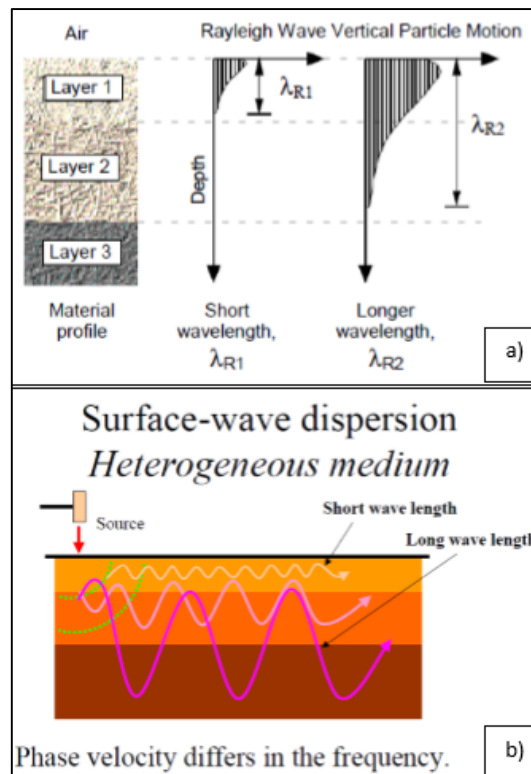 Air
Rayleigh Wave Vertical Particle Motion
Layer 1
Layer 2
Layer 3
Depth
λR1
λR2
Material
profile
Short
wavelength,
λR1
Longer
wavelength,
λR2
a)
Surface-wave dispersion
Heterogeneous medium
Source
Short wave length
Long wave length
Phase velocity differs in the frequency.
b)